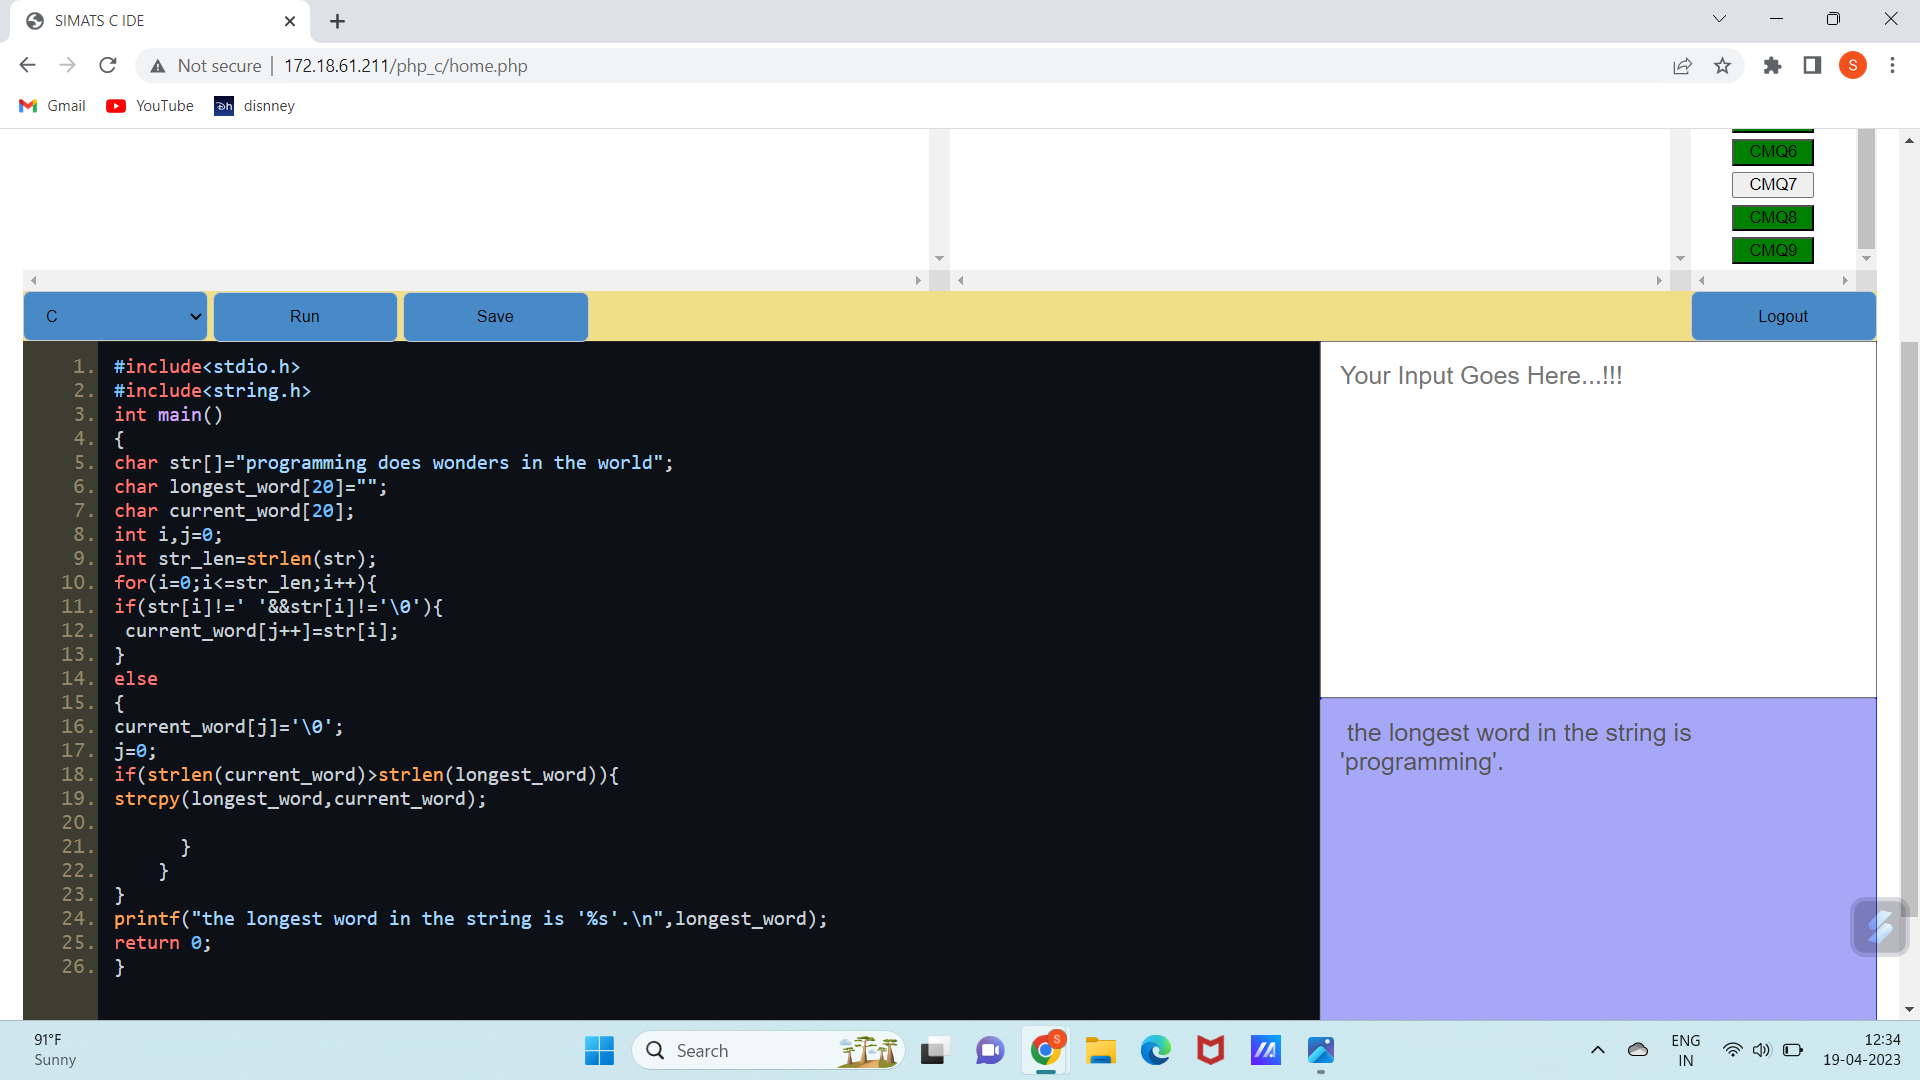 SIMATS C IDE
Not secure
172.18.61.211/php_c/home.php
S
Gmail
YouTube
disnney
CMQ6
CMQ7
CMQ8
CMQ9
C
Run
Save
Logout
1. #include<stdio.h>
2. #include<string.h>
3. int main()
4. {
5. char str[]="programming does wonders in the world";
6. char longest_word[20]="";
7. char current_word[20];
8. int i,j=0;
9. int str_len=strlen(str);
10. for(i=0;i<=str_len;i++){
11. if(str[i]!=' '&&str[i]!='\0'){
12. current_word[j++]=str[i];
13. }
14. else
15. {
16. current_word[j]='\0';
17. j=0;
18. if(strlen(current_word)>strlen(longest_word)){
19. strcpy(longest_word,current_word);
20.
21. }
22. }
23. }
24. printf("the longest word in the string is '%s'.\n",longest_word);
25. return 0;
26. }
Your Input Goes Here...!!!
the longest word in the string is
'programming'.
91°F
Sunny
Search
S
ENG
IN
12:34
19-04-2023